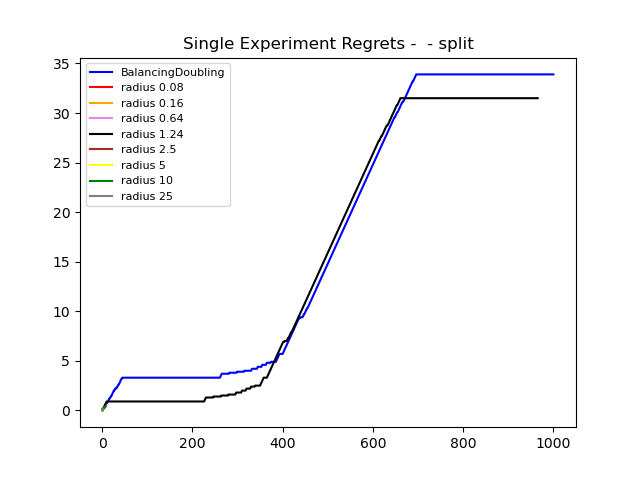 Single Experiment Regrets -  - split
BalancingDoubling
radius 0.08
radius 0.16
radius 0.64
radius 1.24
radius 2.5
radius 5
radius 10
radius 25
35
30
25
20
15
10
5
0
0 200 400 600 800 1000